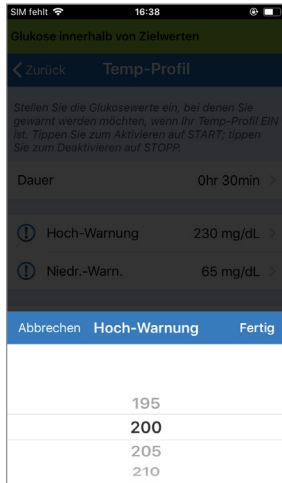 SIM fehlt 16:38
Glukose innerhalb von Zielwerten
Zurück Temp-Profil
Stellen Sie die Glukosewerte ein, bei denen Sie
gewarnt werden möchten, wenn Ihr Temp-Profil EIN
ist. Tippen Sie zum Aktivieren auf START; tippen
Sie zum Deaktivieren auf STOPP.
Dauer 0hr 30min
Hoch-Warnung 230 mg/dL
Niedr.-Warn. 65 mg/dL
Abbrechen Hoch-Warnung Fertig
195
200
205
210